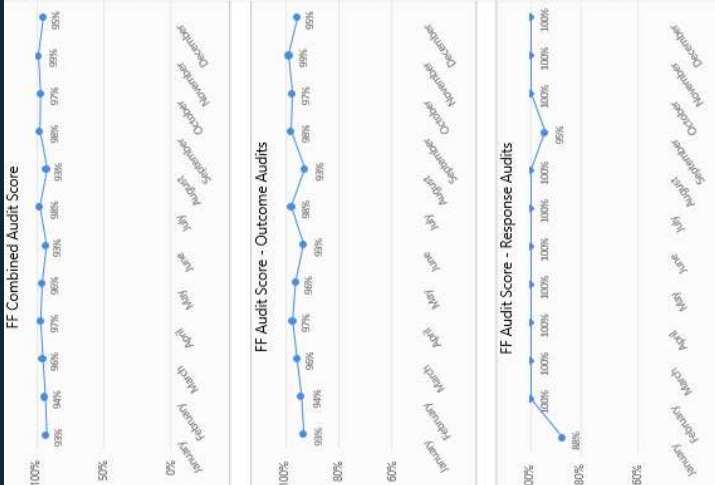 FF Combined Audit Score
100%
50%
0%
93% 94% 96% 97% 96% 93% 98% 93% 98% 97% 99% 95%
January February March April May June July August September October November December
FF Audit Score - Outcome Audits
100%
80%
60%
93% 94% 96% 97% 96% 93% 98% 93% 98% 97% 99% 95%
January February March April May June July August September October November December
FF Audit Score - Response Audits
100%
80%
60%
88% 100% 100% 100% 100% 100% 100% 100% 95% 100% 100% 100%
January February March April May June July August September October November December